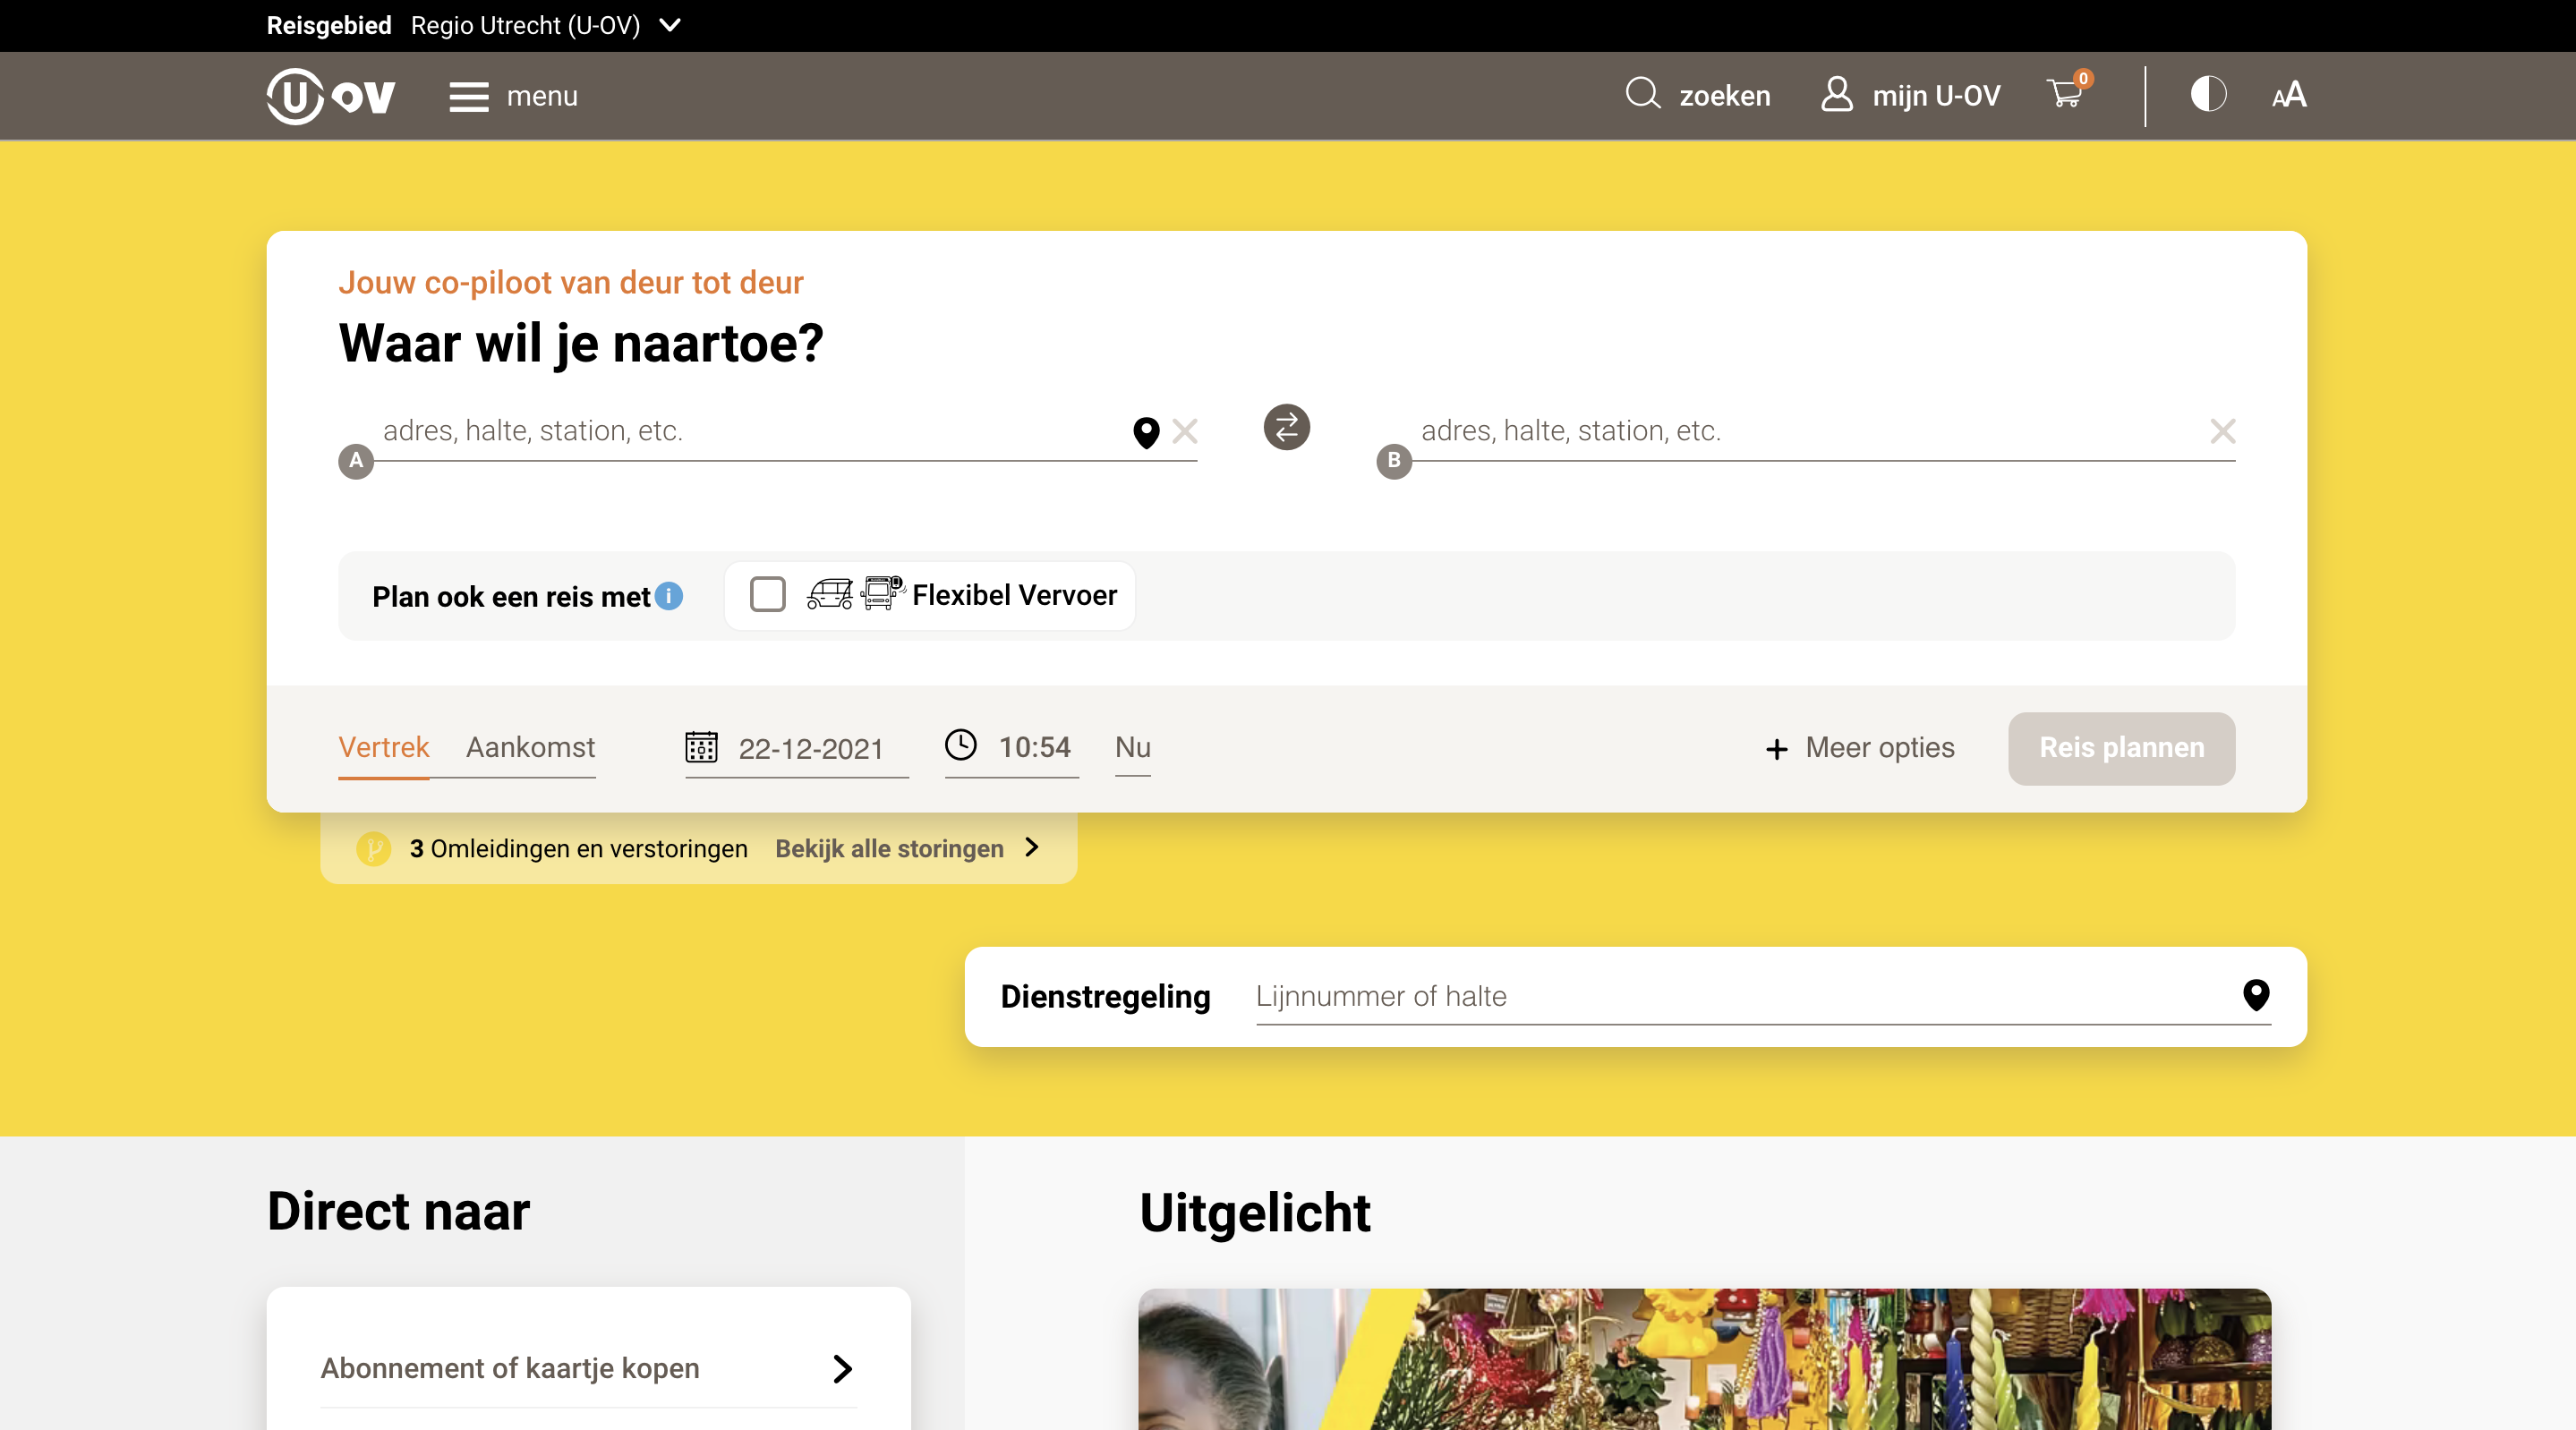 Reisgebied Regio Utrecht (U-OV)
U OV menu zoeken mijn U-OV 0 AA
Jouw co-piloot van deur tot deur
Waar wil je naartoe?
adres, halte, station, etc. adres, halte, station, etc.
A B
Plan ook een reis met i Flexibel Vervoer
Vertrek Aankomst 22-12-2021 10:54 Nu + Meer opties Reis plannen
3 Omleidingen en verstoringen Bekijk alle storingen
Dienstregeling Lijnnummer of halte
Direct naar Uitgelicht
Abonnement of kaartje kopen